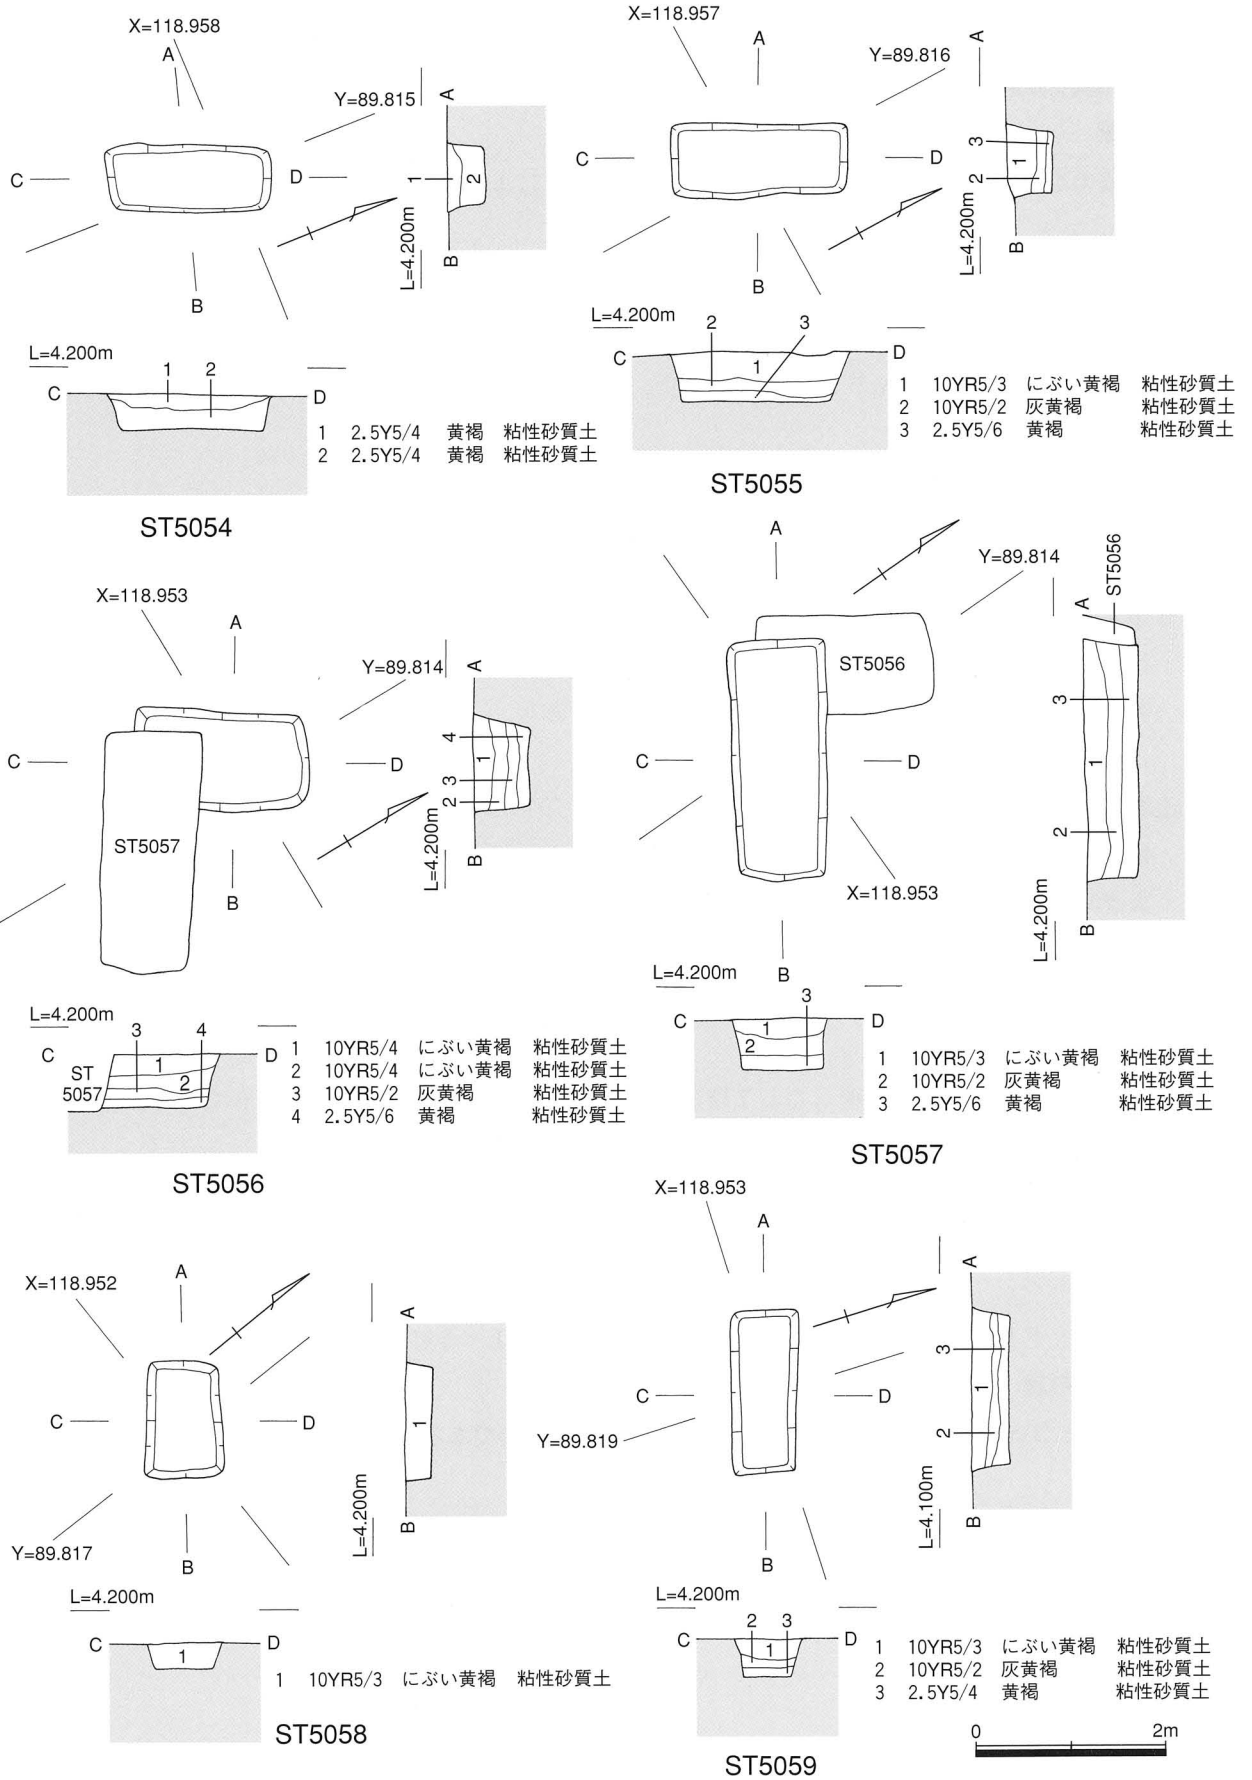 X=118.958
A
Y=89.815
C
D
B
A
1
2
B
L=4.200m
L=4.200m
C
1
2
D
1 2.5Y5/4 黄褐 粘性砂質土
2 2.5Y5/4 黄褐 粘性砂質土
ST5054
X=118.957
A
Y=89.816
C
D
B
A
3
1
2
B
L=4.200m
L=4.200m
2
3
C
1
D
1 10YR5/3 にぶい黄褐 粘性砂質土
2 10YR5/2 灰黄褐 粘性砂質土
3 2.5Y5/6 黄褐 粘性砂質土
ST5055
X=118.953
A
Y=89.814
C
D
ST5057
B
A
4
1
3
2
B
L=4.200m
L=4.200m
3
4
C
D
ST
5057
1
2
1 10YR5/4 にぶい黄褐 粘性砂質土
2 10YR5/4 にぶい黄褐 粘性砂質土
3 10YR5/2 灰黄褐 粘性砂質土
4 2.5Y5/6 黄褐 粘性砂質土
ST5056
A
Y=89.814
ST5056
C
D
X=118.953
B
ST5056
A
3
1
2
B
L=4.200m
L=4.200m
3
C
1
2
D
1 10YR5/3 にぶい黄褐 粘性砂質土
2 10YR5/2 灰黄褐 粘性砂質土
3 2.5Y5/6 黄褐 粘性砂質土
ST5057
X=118.952
A
C
D
Y=89.817
B
A
1
B
L=4.200m
L=4.200m
C
1
D
1 10YR5/3 にぶい黄褐 粘性砂質土
ST5058
X=118.953
A
C
D
Y=89.819
B
A
3
1
2
B
L=4.100m
L=4.200m
2
3
C
1
D
1 10YR5/3 にぶい黄褐 粘性砂質土
2 10YR5/2 灰黄褐 粘性砂質土
3 2.5Y5/4 黄褐 粘性砂質土
ST5059
0
2m